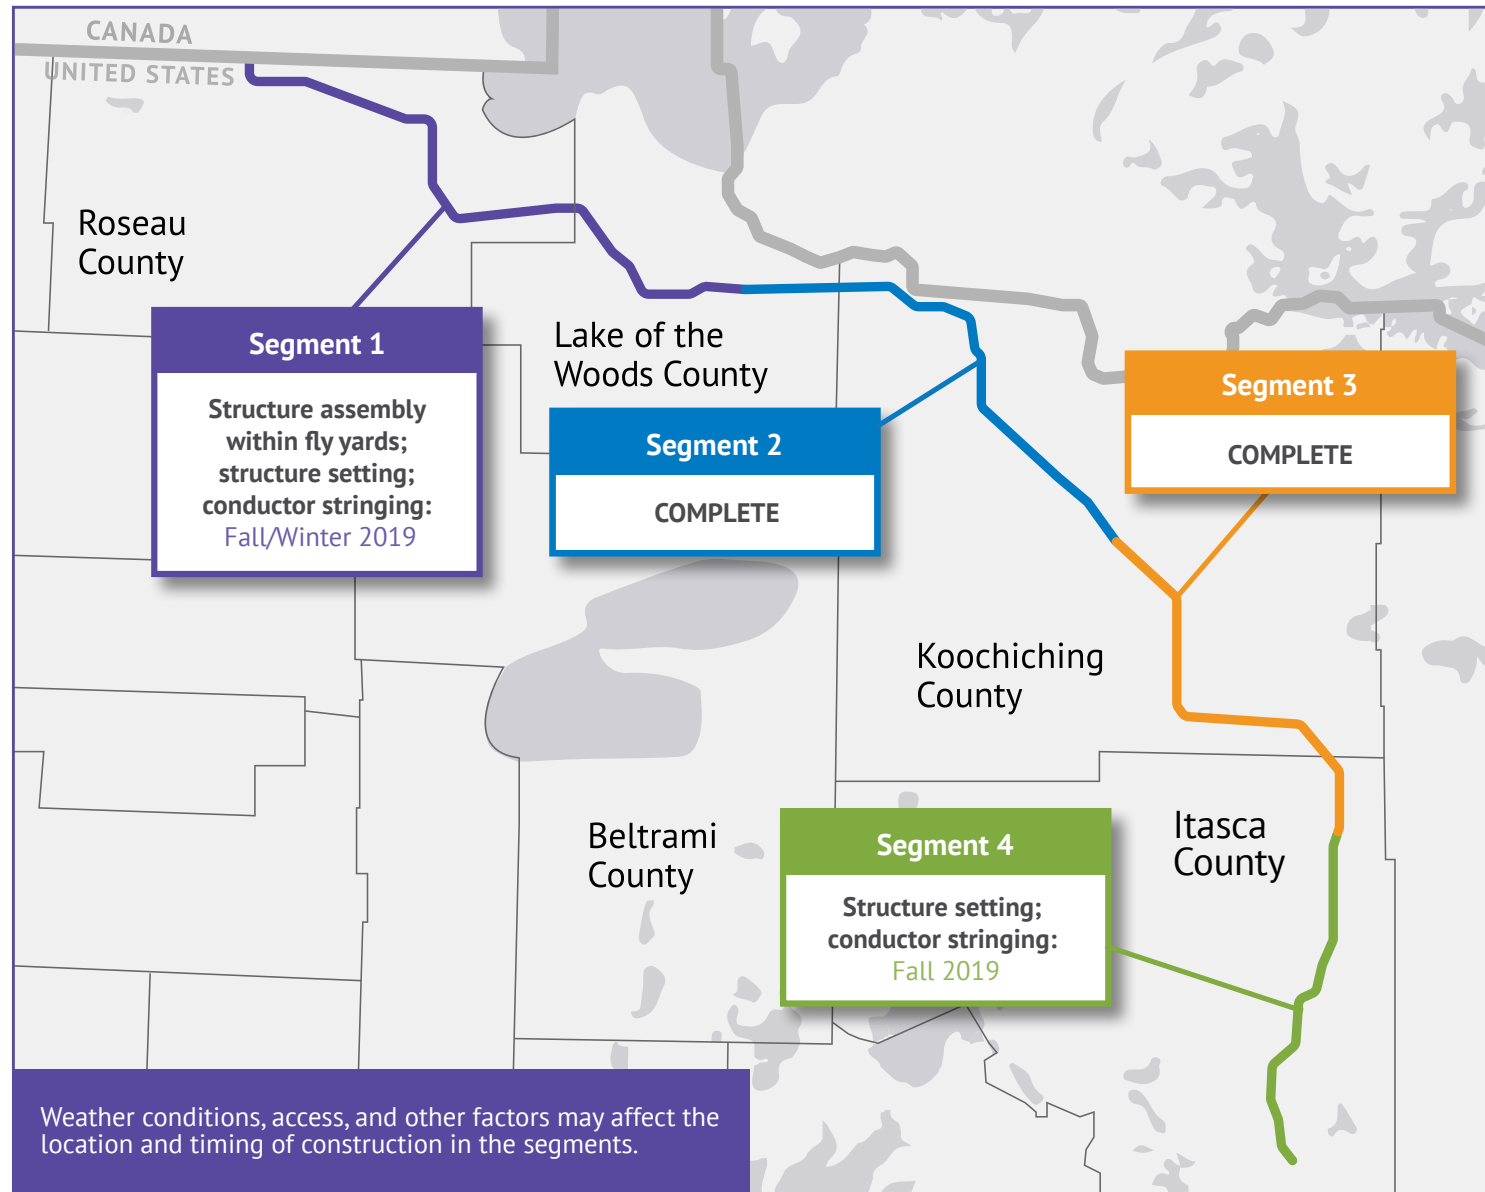 CANADA
UNITED STATES
Roseau
County
Segment 1
Structure assembly
within fly yards;
structure setting;
conductor stringing:
Fall/Winter 2019
Lake of the
Woods County
Segment 2
COMPLETE
Segment 3
COMPLETE
Koochiching
County
Beltrami
County
Segment 4
Structure setting;
conductor stringing:
Fall 2019
Itasca
County
Weather conditions, access, and other factors may affect the
location and timing of construction in the segments.